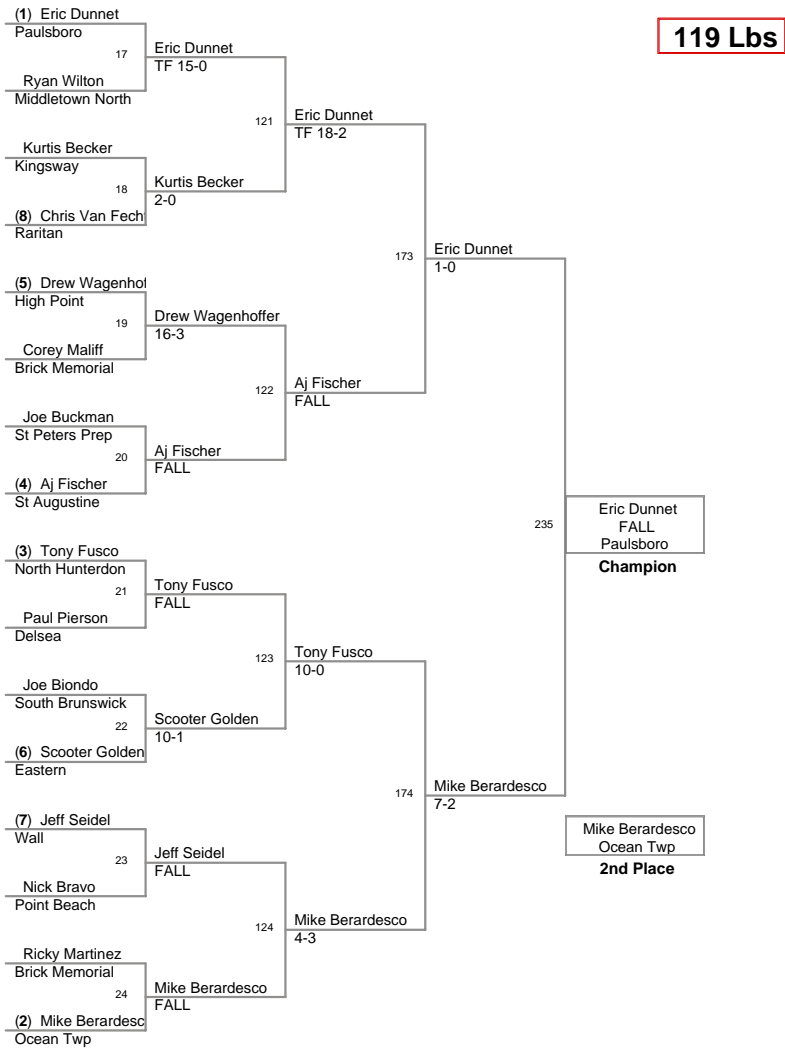 119 Lbs
(1) Eric Dunnet
Paulsboro
17
Eric Dunnet
TF 15-0
Ryan Wilton
Middletown North
121
Eric Dunnet
TF 18-2
Kurtis Becker
Kingsway
18
Kurtis Becker
2-0
(8) Chris Van Fech
Raritan
173
Eric Dunnet
1-0
(5) Drew Wagenhof
High Point
19
Drew Wagenhoffer
16-3
Corey Maliff
Brick Memorial
122
Aj Fischer
FALL
Joe Buckman
St Peters Prep
20
Aj Fischer
FALL
(4) Aj Fischer
St Augustine
235
Eric Dunnet
FALL
Paulsboro
Champion
(3) Tony Fusco
North Hunterdon
21
Tony Fusco
FALL
Paul Pierson
Delsea
123
Tony Fusco
10-0
Joe Biondo
South Brunswick
22
Scooter Golden
10-1
(6) Scooter Golden
Eastern
174
Mike Berardesco
7-2
Mike Berardesco
Ocean Twp
2nd Place
(7) Jeff Seidel
Wall
23
Jeff Seidel
FALL
Nick Bravo
Point Beach
124
Mike Berardesco
4-3
Ricky Martinez
Brick Memorial
24
Mike Berardesco
FALL
(2) Mike Berardesc
Ocean Twp